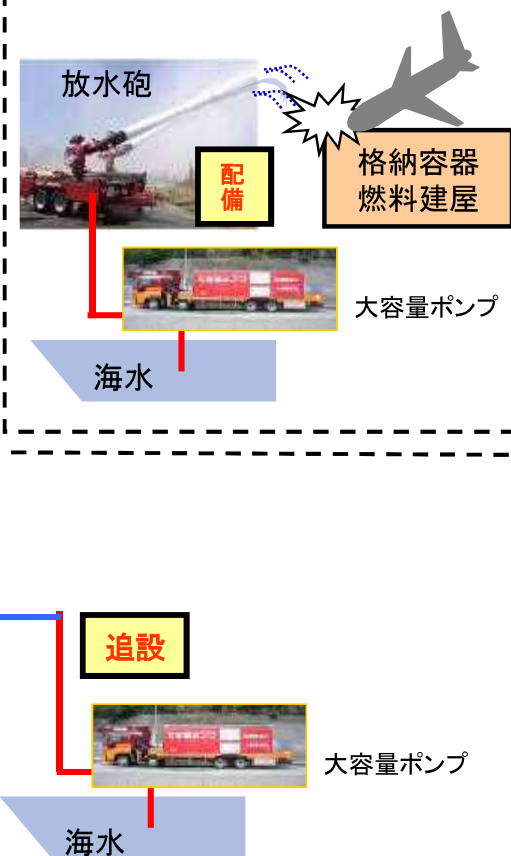 放水砲
配
備
格納容器
燃料建屋
大容量ポンプ
海水
追設
大容量ポンプ
海水